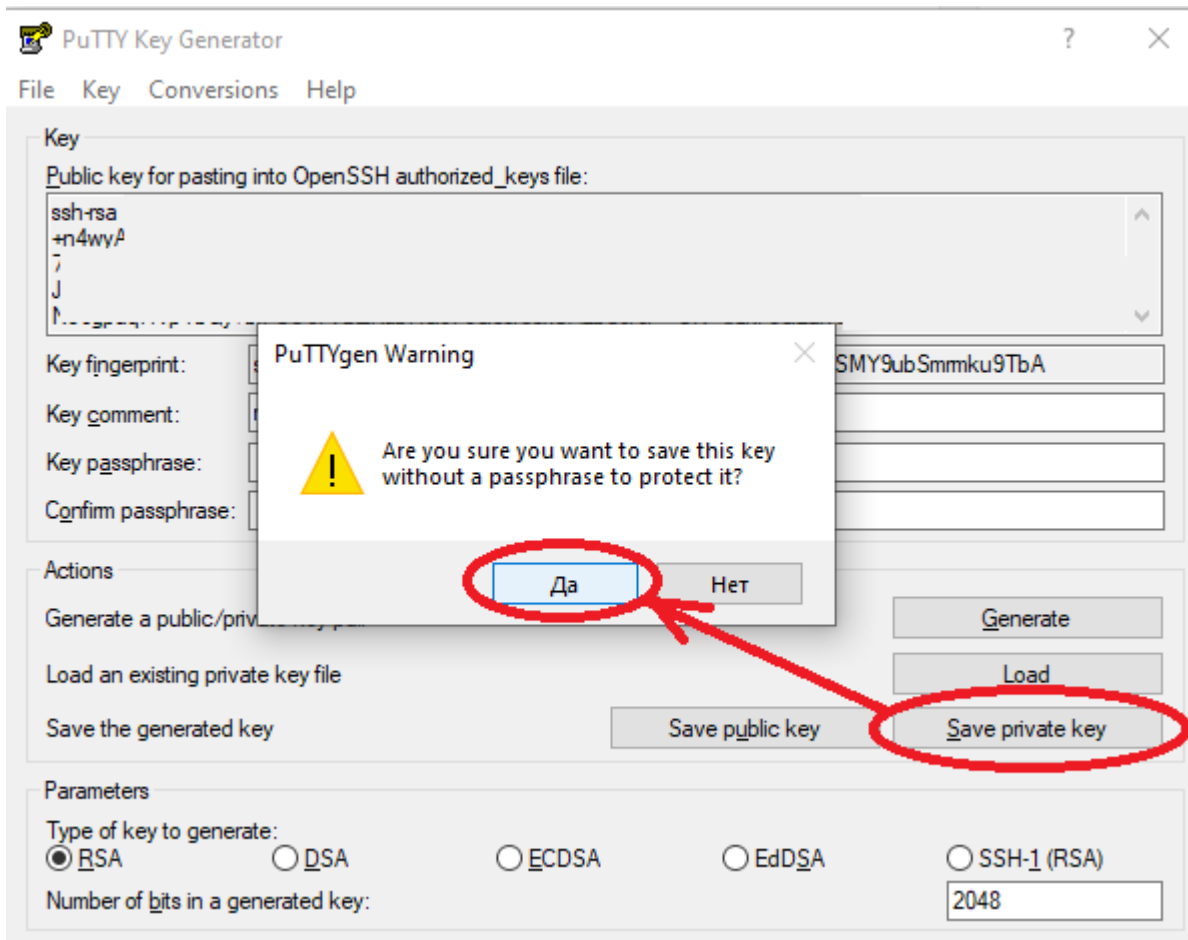 PuTTY Key Generator
?
File Key Conversions Help
Key
Public key for pasting into OpenSSH authorized_keys file:
ssh-rsa
+n4wyA
7
J
PuTTYgen Warning
Key fingerprint: SMY9ubSmmku9TbA
Key comment:
Are you sure you want to save this key
without a passphrase to protect it?
Key passphrase:
Confirm passphrase:
Да Нет
Actions
Generate a public/private key pair Generate
Load an existing private key file Load
Save the generated key Save public key Save private key
Parameters
Type of key to generate:
RSA DSA ECDSA EdDSA SSH-1 (RSA)
Number of bits in a generated key: 2048